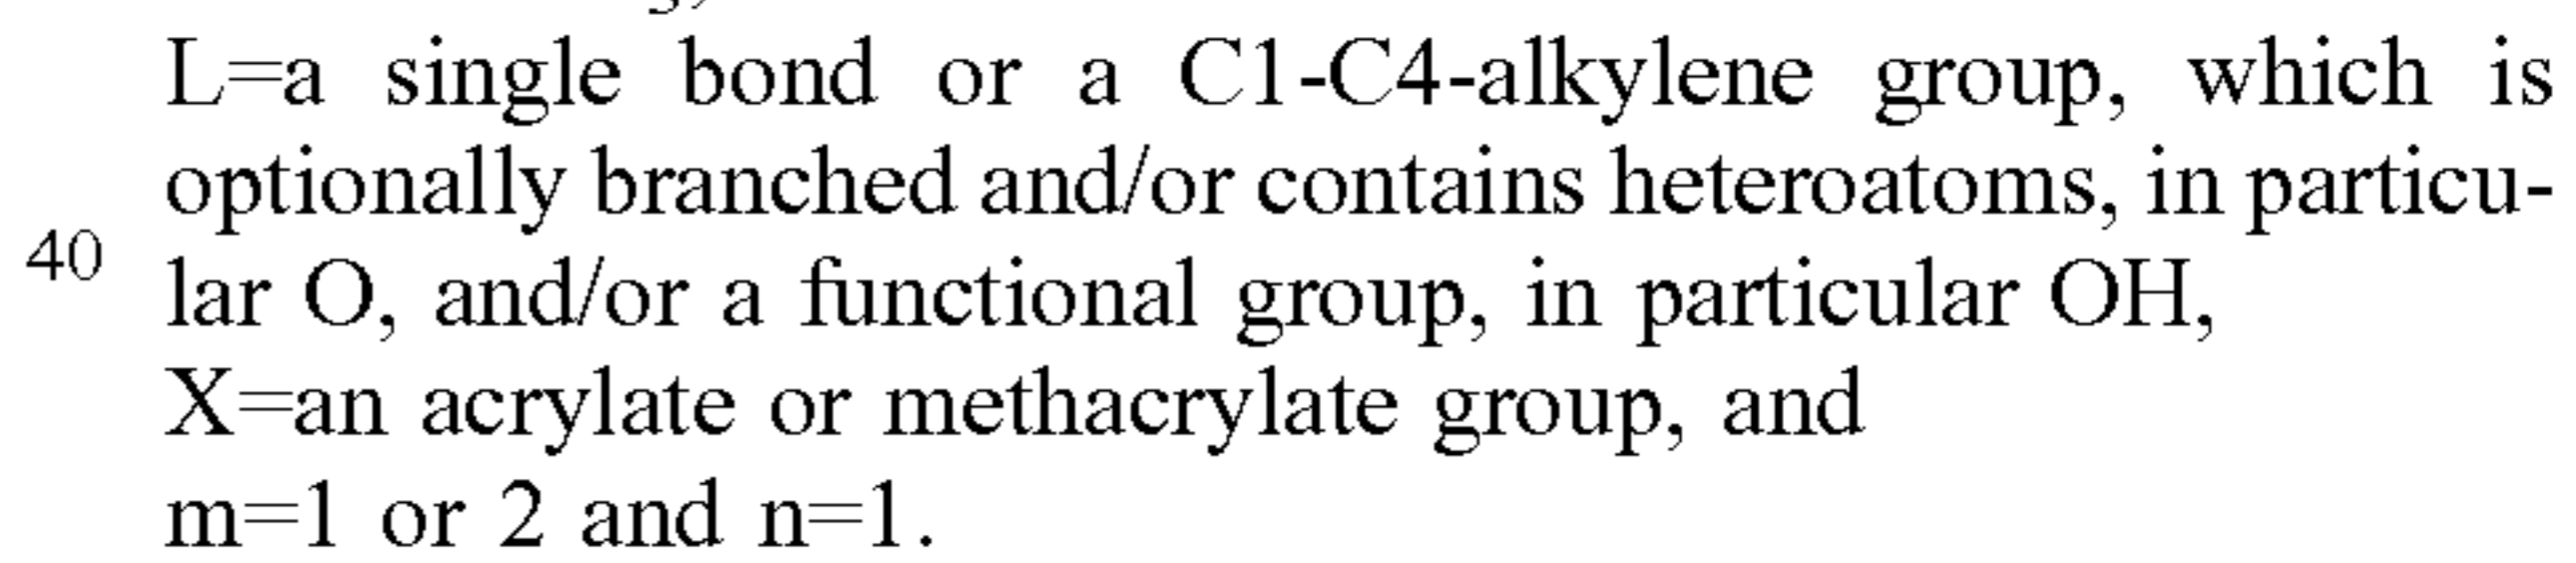 L=a single bond or a C1-C4-alkylene group, which is
optionally branched and/or contains heteroatoms, in particu-
40 lar O, and/or a functional group, in particular OH,
X=an acrylate or methacrylate group, and
m=1 or 2 and n=1.